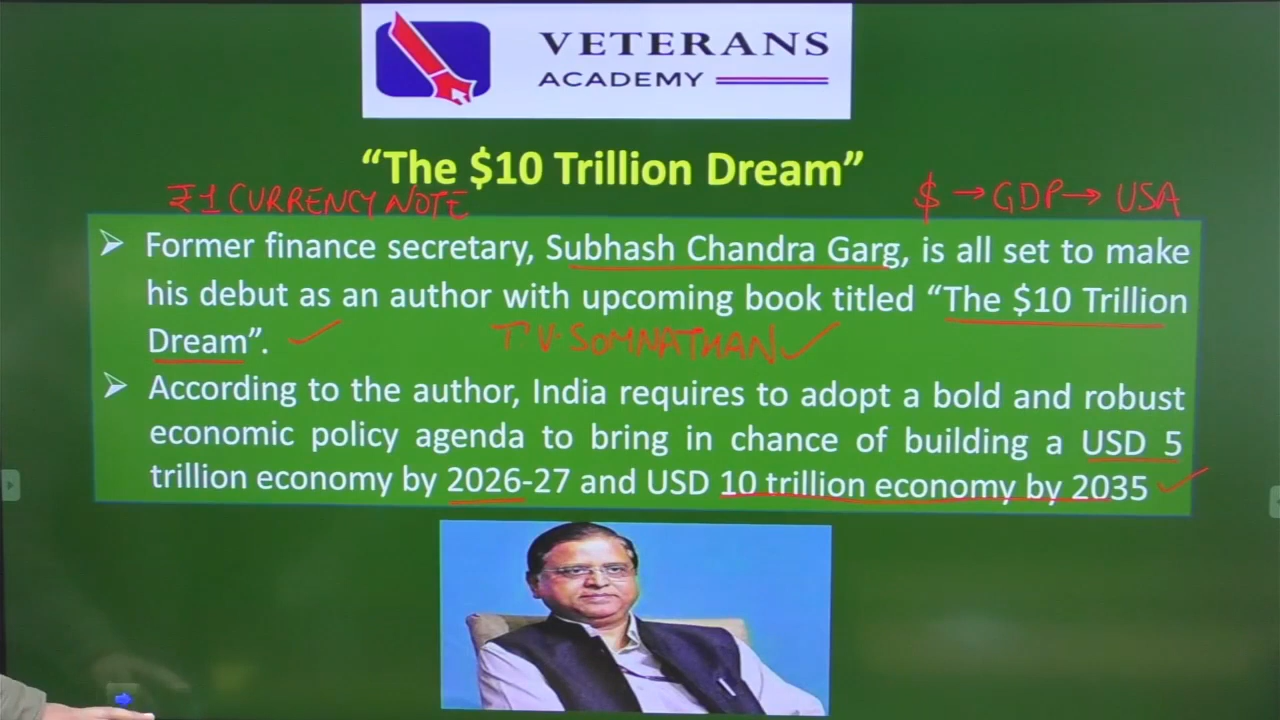 VETERANS
ACADEMY
“The $10 Trillion Dream”
₹1 CURRENCY NOTE
$ → GDP → USA
➢ Former finance secretary, Subhash Chandra Garg, is all set to make
his debut as an author with upcoming book titled “The $10 Trillion
Dream”.
T.V. SOMNATHAN
➢ According to the author, India requires to adopt a bold and robust
economic policy agenda to bring in chance of building a USD 5
trillion economy by 2026-27 and USD 10 trillion economy by 2035